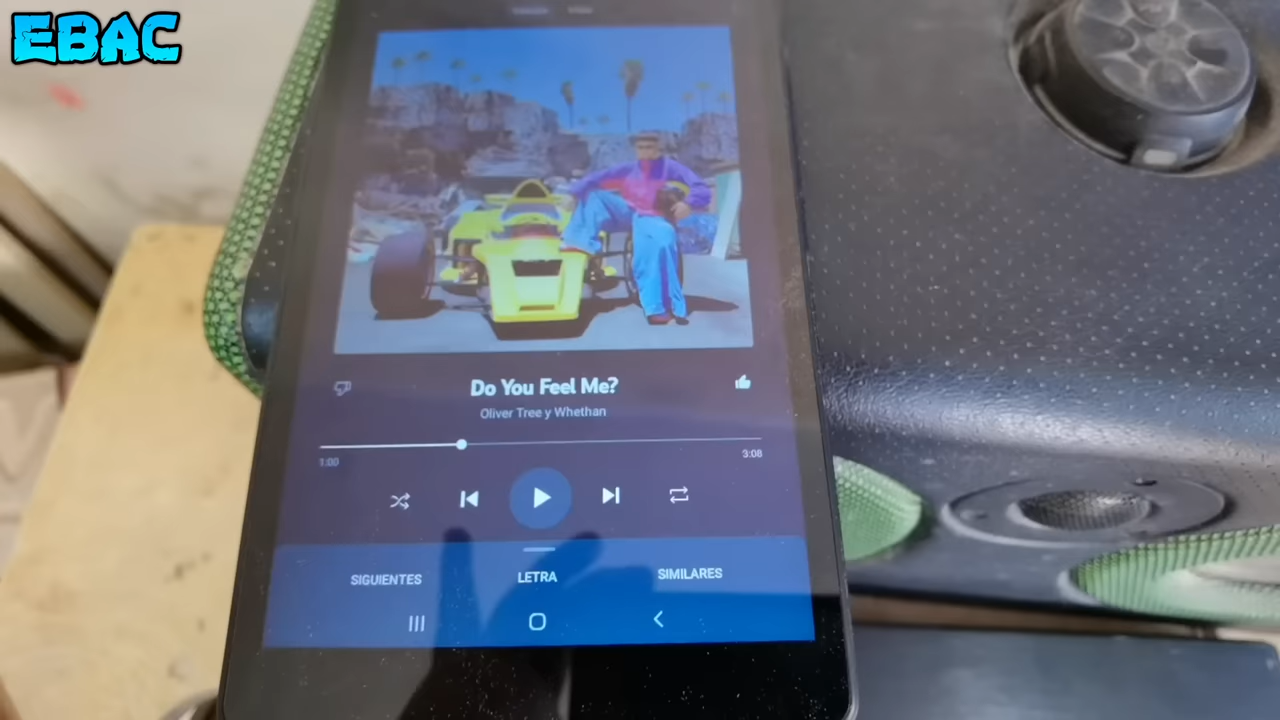 EBAC
Do You Feel Me?
Oliver Tree y Whethan
1:00
3:08
SIGUIENTES
LETRA
SIMILARES